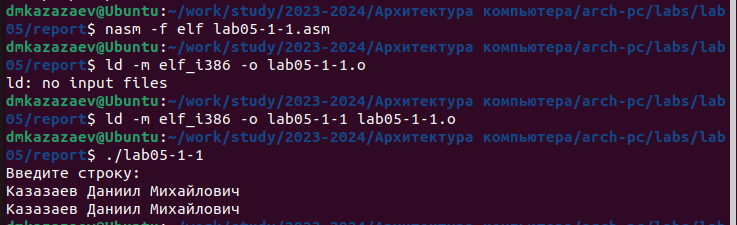 dmkazazaev@Ubuntu:~/work/study/2023-2024/Архитектура компьютера/arch-pc/labs/lab
05/report$ nasm -f elf lab05-1-1.asm
dmkazazaev@Ubuntu:~/work/study/2023-2024/Архитектура компьютера/arch-pc/labs/lab
05/report$ ld -m elf_i386 -o lab05-1-1.o
ld: no input files
dmkazazaev@Ubuntu:~/work/study/2023-2024/Архитектура компьютера/arch-pc/labs/lab
05/report$ ld -m elf_i386 -o lab05-1-1 lab05-1-1.o
dmkazazaev@Ubuntu:~/work/study/2023-2024/Архитектура компьютера/arch-pc/labs/lab
05/report$ ./lab05-1-1
Введите строку:
Казазаев Даниил Михайлович
Казазаев Даниил Михайлович